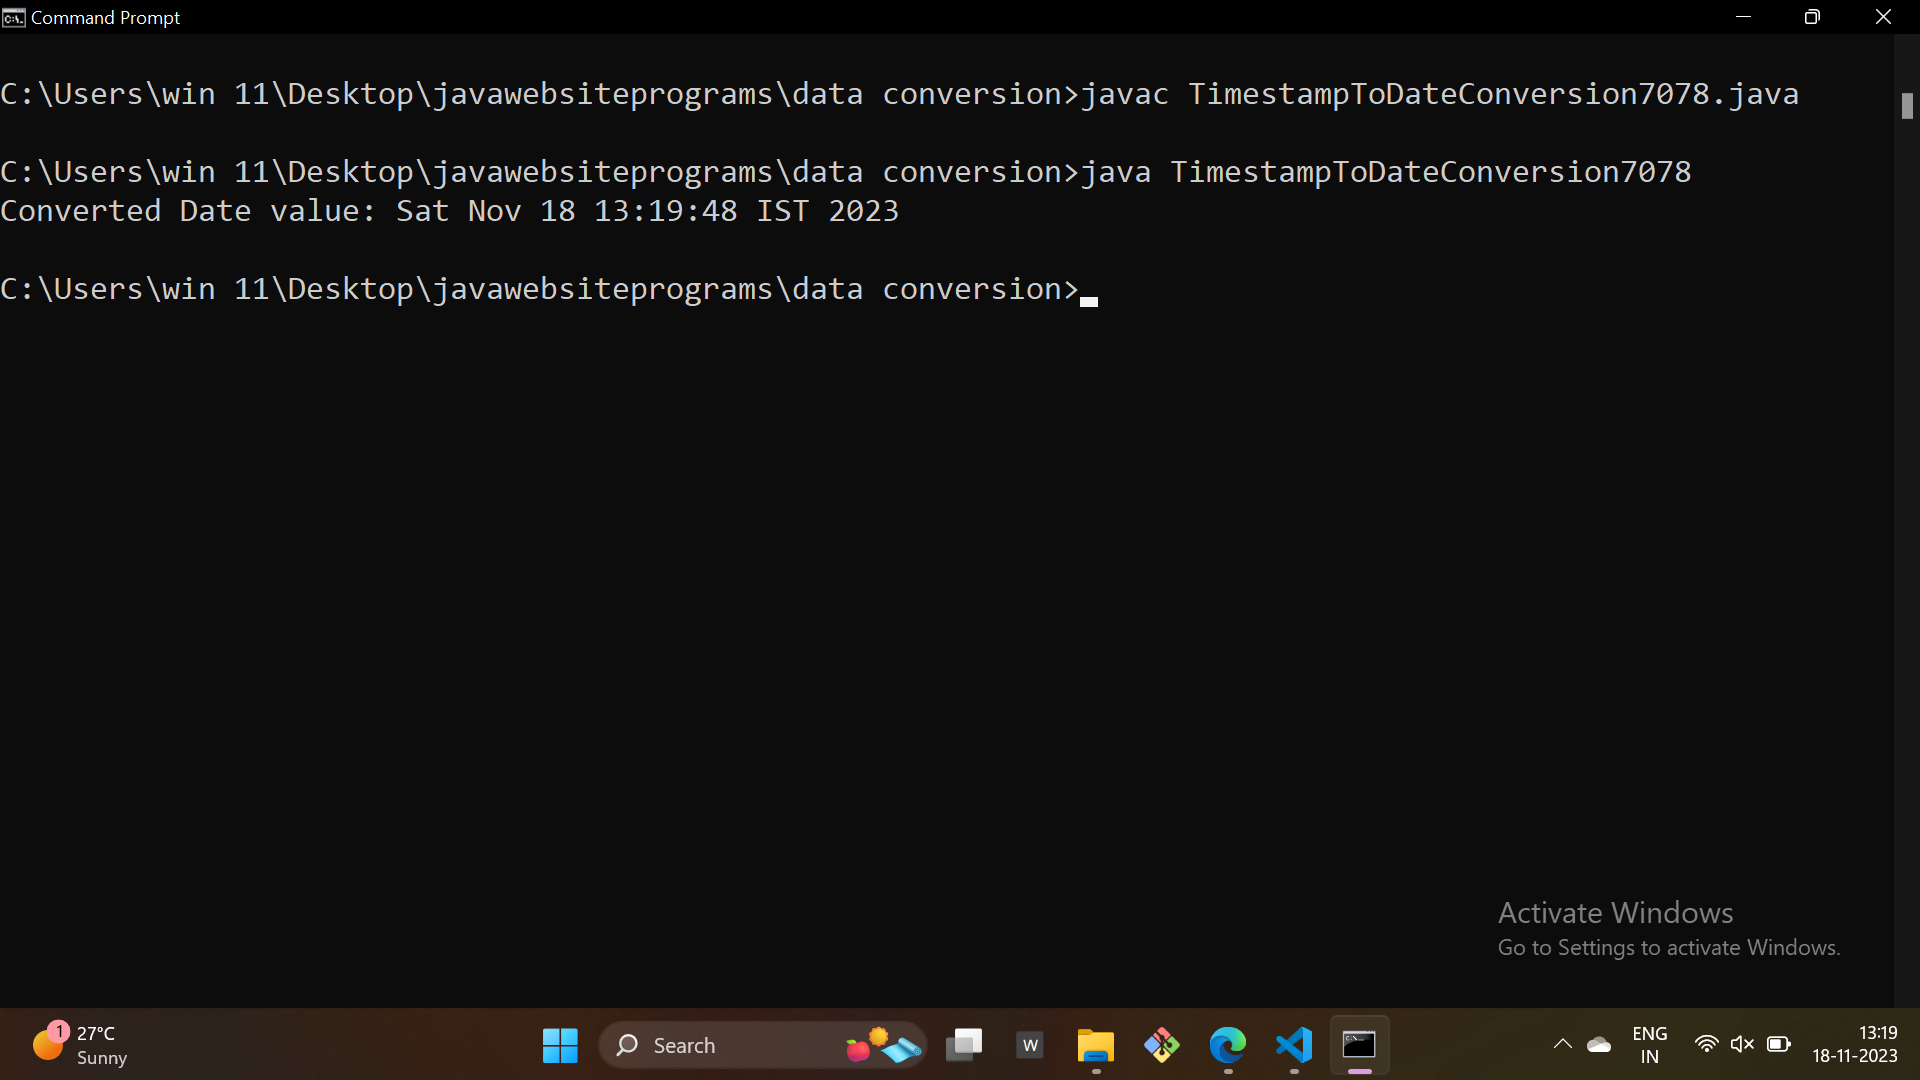 Command Prompt
C:\Users\win 11\Desktop\javawebsiteprograms\data conversion>javac TimestampToDateConversion7078.java
C:\Users\win 11\Desktop\javawebsiteprograms\data conversion>java TimestampToDateConversion7078
Converted Date value: Sat Nov 18 13:19:48 IST 2023
C:\Users\win 11\Desktop\javawebsiteprograms\data conversion>
Activate Windows
Go to Settings to activate Windows.
1
27°C
Sunny
Search
W
ENG
IN
13:19
18-11-2023